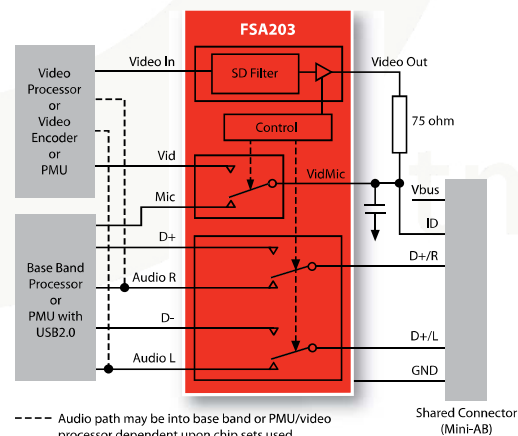 FSA203
Video In
SD Filter
Video Out
Video
Processor
or
Video
Encoder
or
PMU
75 ohm
Control
Vid
VidMic
Mic
Vbus
ID
D+
D+/R
Base Band
Processor
or
PMU with
USB2.0
Audio R
D-
D+/L
Audio L
GND
Shared Connector
(Mini-AB)
Audio path may be into base band or PMU/video
processor dependent upon chip sets used